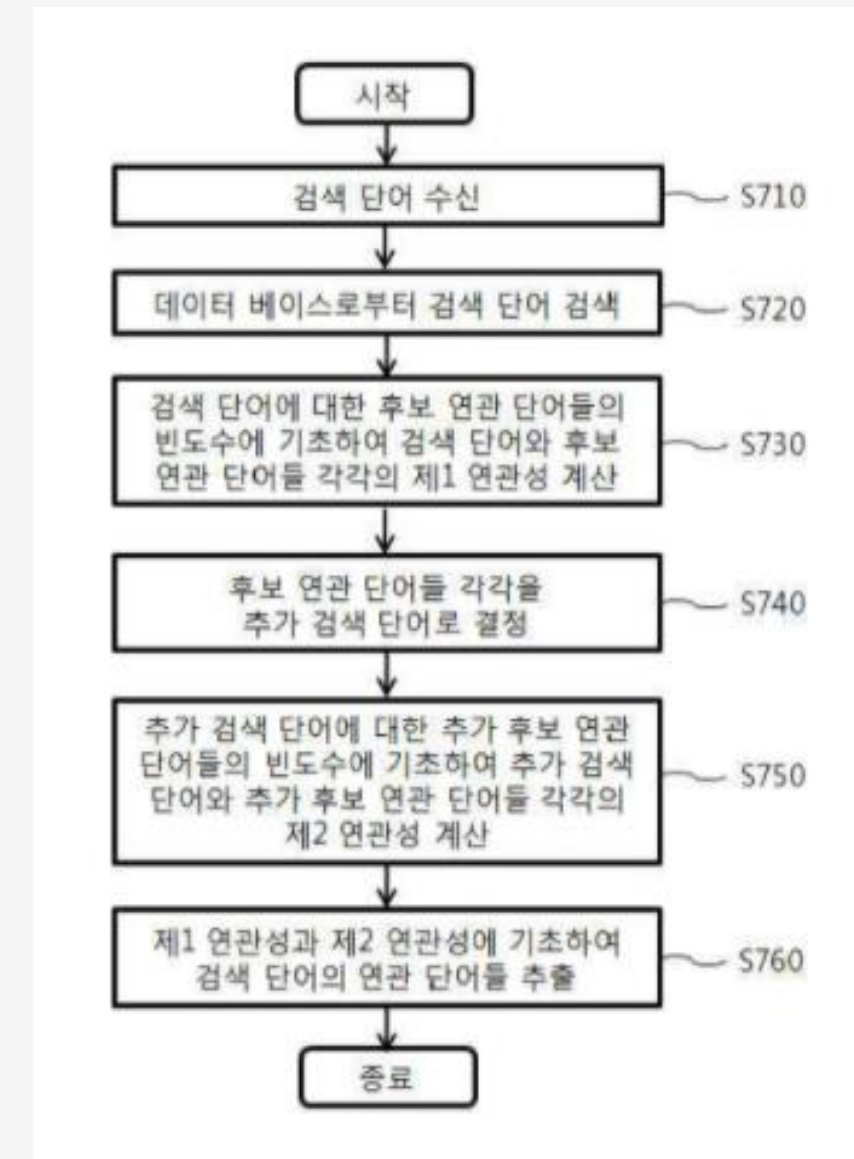 시작
검색 단어 수신
S710
데이터 베이스로부터 검색 단어 검색
S720
검색 단어에 대한 후보 연관 단어들의
빈도수에 기초하여 검색 단어와 후보
연관 단어들 각각의 제1 연관성 계산
S730
후보 연관 단어들 각각을
추가 검색 단어로 결정
S740
추가 검색 단어에 대한 추가 후보 연관
단어들의 빈도수에 기초하여 추가 검색
단어와 추가 후보 연관 단어들 각각의
제2 연관성 계산
S750
제1 연관성과 제2 연관성에 기초하여
검색 단어의 연관 단어들 추출
S760
종료